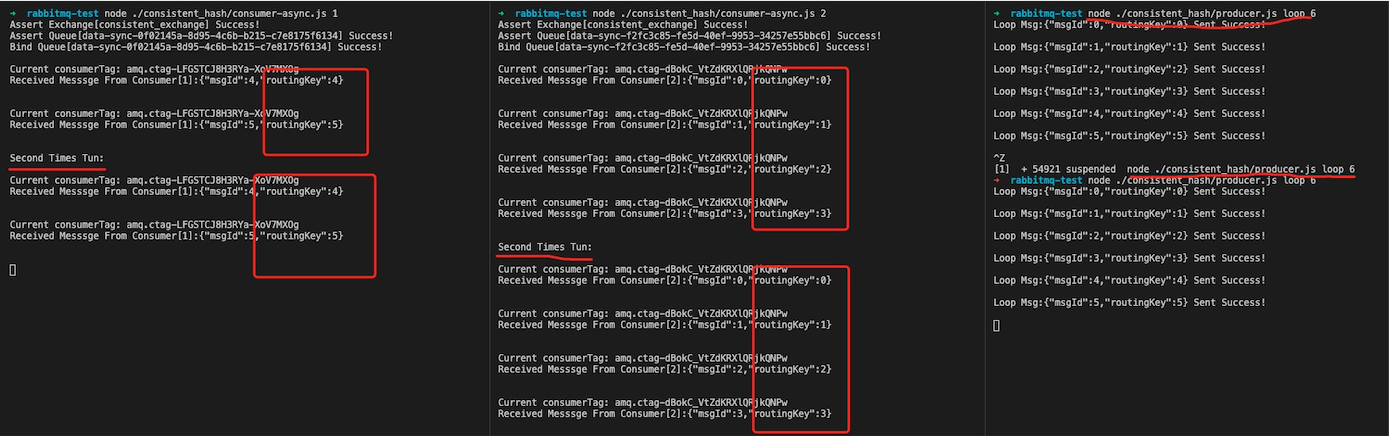 ➜ rabbitmq-test node ./consistent_hash/consumer-async.js 1
Assert Exchange[consistent_exchange] Success!
Assert Queue[data-sync-0f02145a-8d95-4c6b-b215-c7e8175f6134] Success!
Bind Queue[data-sync-0f02145a-8d95-4c6b-b215-c7e8175f6134] Success!
Current consumerTag: amq.ctag-LFGSTCJ8H3RYa-XoV7MXOg
Received Messsge From Consumer[1]:{"msgId":4,"routingKey":4}
Current consumerTag: amq.ctag-LFGSTCJ8H3RYa-XoV7MXOg
Received Messsge From Consumer[1]:{"msgId":5,"routingKey":5}
Second Times Tun:
Current consumerTag: amq.ctag-LFGSTCJ8H3RYa-XoV7MXOg
Received Messsge From Consumer[1]:{"msgId":4,"routingKey":4}
Current consumerTag: amq.ctag-LFGSTCJ8H3RYa-XoV7MXOg
Received Messsge From Consumer[1]:{"msgId":5,"routingKey":5}
➜ rabbitmq-test node ./consistent_hash/consumer-async.js 2
Assert Exchange[consistent_exchange] Success!
Assert Queue[data-sync-f2fc3c85-fe5d-40ef-9953-34257e55bbc6] Success!
Bind Queue[data-sync-f2fc3c85-fe5d-40ef-9953-34257e55bbc6] Success!
Current consumerTag: amq.ctag-dBokC_VtZdKRXlQRjkQNPw
Received Messsge From Consumer[2]:{"msgId":0,"routingKey":0}
Current consumerTag: amq.ctag-dBokC_VtZdKRXlQRjkQNPw
Received Messsge From Consumer[2]:{"msgId":1,"routingKey":1}
Current consumerTag: amq.ctag-dBokC_VtZdKRXlQRjkQNPw
Received Messsge From Consumer[2]:{"msgId":2,"routingKey":2}
Current consumerTag: amq.ctag-dBokC_VtZdKRXlQRjkQNPw
Received Messsge From Consumer[2]:{"msgId":3,"routingKey":3}
Second Times Tun:
Current consumerTag: amq.ctag-dBokC_VtZdKRXlQRjkQNPw
Received Messsge From Consumer[2]:{"msgId":0,"routingKey":0}
Current consumerTag: amq.ctag-dBokC_VtZdKRXlQRjkQNPw
Received Messsge From Consumer[2]:{"msgId":1,"routingKey":1}
Current consumerTag: amq.ctag-dBokC_VtZdKRXlQRjkQNPw
Received Messsge From Consumer[2]:{"msgId":2,"routingKey":2}
Current consumerTag: amq.ctag-dBokC_VtZdKRXlQRjkQNPw
Received Messsge From Consumer[2]:{"msgId":3,"routingKey":3}
➜ rabbitmq-test node ./consistent_hash/producer.js loop 6
Loop Msg:{"msgId":0,"routingKey":0} Sent Success!
Loop Msg:{"msgId":1,"routingKey":1} Sent Success!
Loop Msg:{"msgId":2,"routingKey":2} Sent Success!
Loop Msg:{"msgId":3,"routingKey":3} Sent Success!
Loop Msg:{"msgId":4,"routingKey":4} Sent Success!
Loop Msg:{"msgId":5,"routingKey":5} Sent Success!
^Z
[1] + 54921 suspended node ./consistent_hash/producer.js loop 6
➜ rabbitmq-test node ./consistent_hash/producer.js loop 6
Loop Msg:{"msgId":0,"routingKey":0} Sent Success!
Loop Msg:{"msgId":1,"routingKey":1} Sent Success!
Loop Msg:{"msgId":2,"routingKey":2} Sent Success!
Loop Msg:{"msgId":3,"routingKey":3} Sent Success!
Loop Msg:{"msgId":4,"routingKey":4} Sent Success!
Loop Msg:{"msgId":5,"routingKey":5} Sent Success!